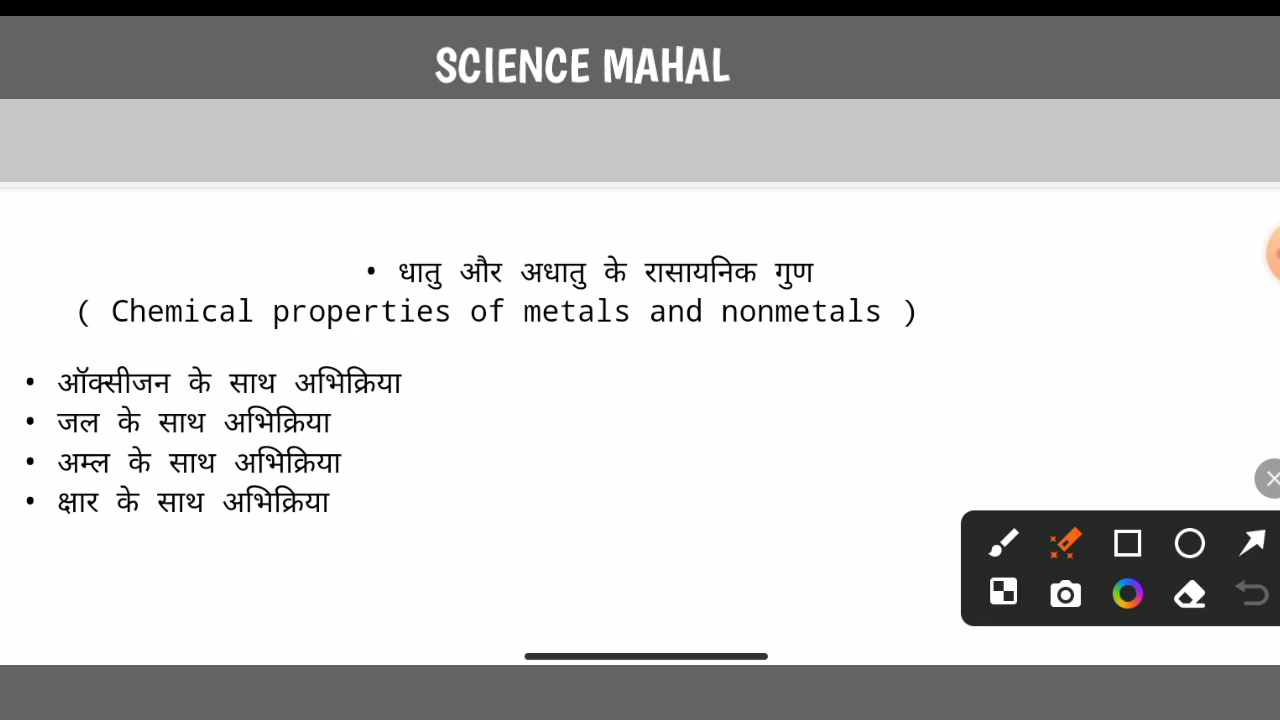 SCIENCE MAHAL
• धातु और अधातु के रासायनिक गुण
( Chemical properties of metals and nonmetals )
• ऑक्सीजन के साथ अभिक्रिया
• जल के साथ अभिक्रिया
• अम्ल के साथ अभिक्रिया
• क्षार के साथ अभिक्रिया